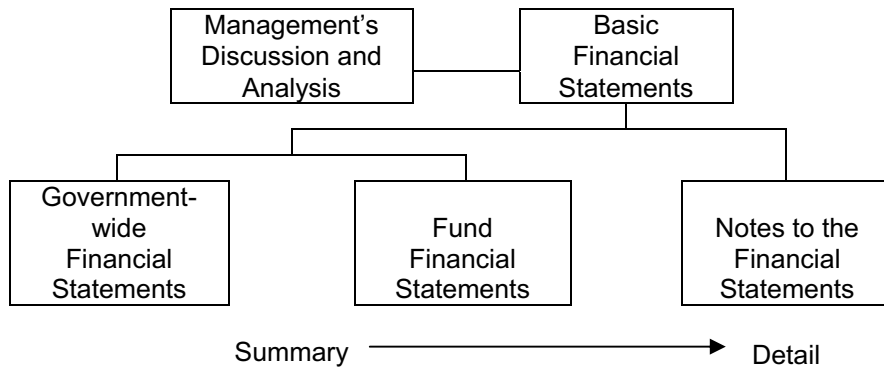 Management’s
Discussion and
Analysis
Basic
Financial
Statements
Government-
wide
Financial
Statements
Fund
Financial
Statements
Notes to the
Financial
Statements
Summary
Detail